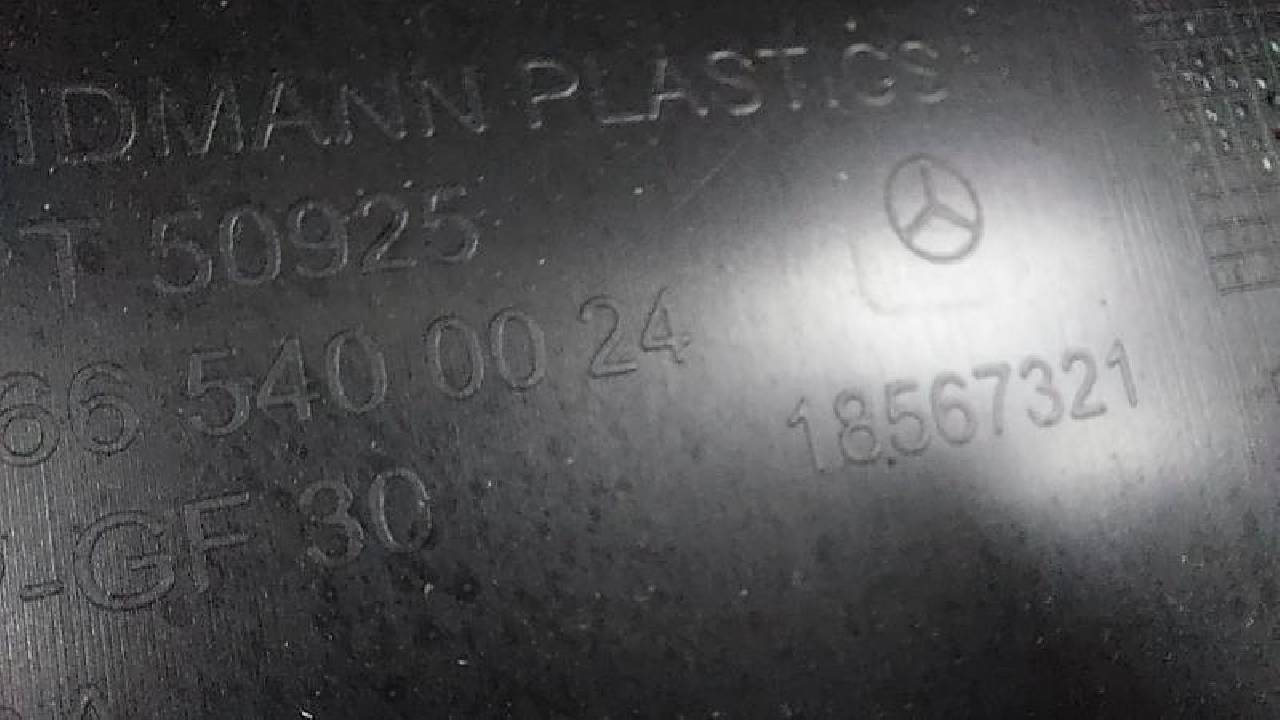 IDMANN PLASTICS
T 50925
66 540 00 24
18567321
-GF 30